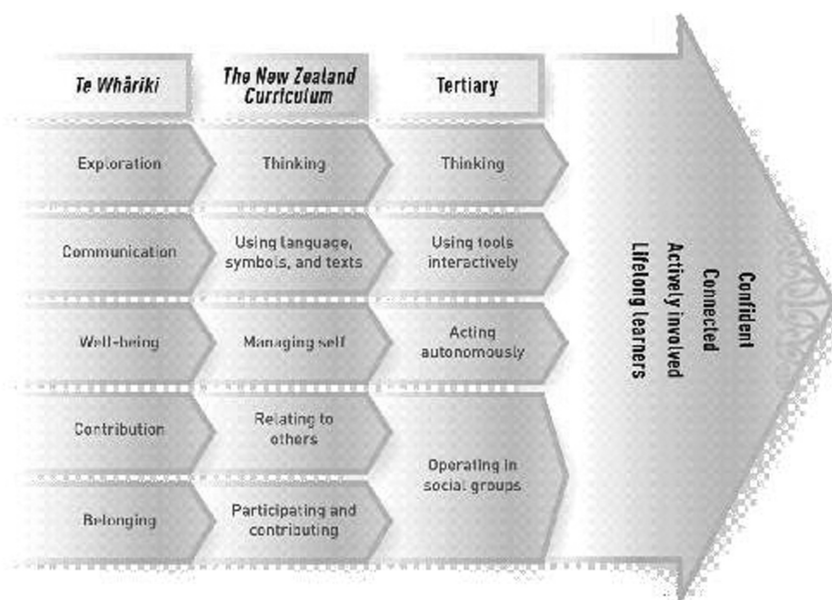 Te Whāriki
The New Zealand
Curriculum
Tertiary
Exploration
Thinking
Thinking
Communication
Using language,
symbols, and texts
Using tools
interactively
Well-being
Managing self
Acting
autonomously
Contribution
Relating to
others
Operating in
social groups
Belonging
Participating and
contributing
Confident
Connected
Actively involved
Lifelong learners